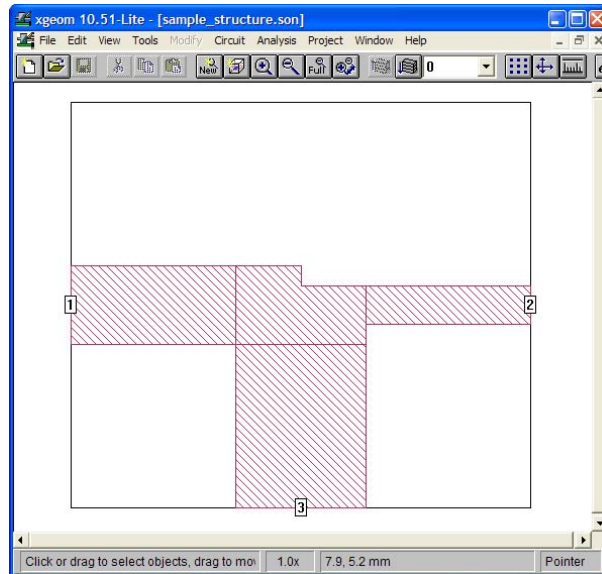 xgeom 10.51-Lite - [sample_structure.son]
File Edit View Tools Modify Circuit Analysis Project Window Help
New Full 0
1
2
3
Click or drag to select objects, drag to mov 1.0x 7.9, 5.2 mm Pointer